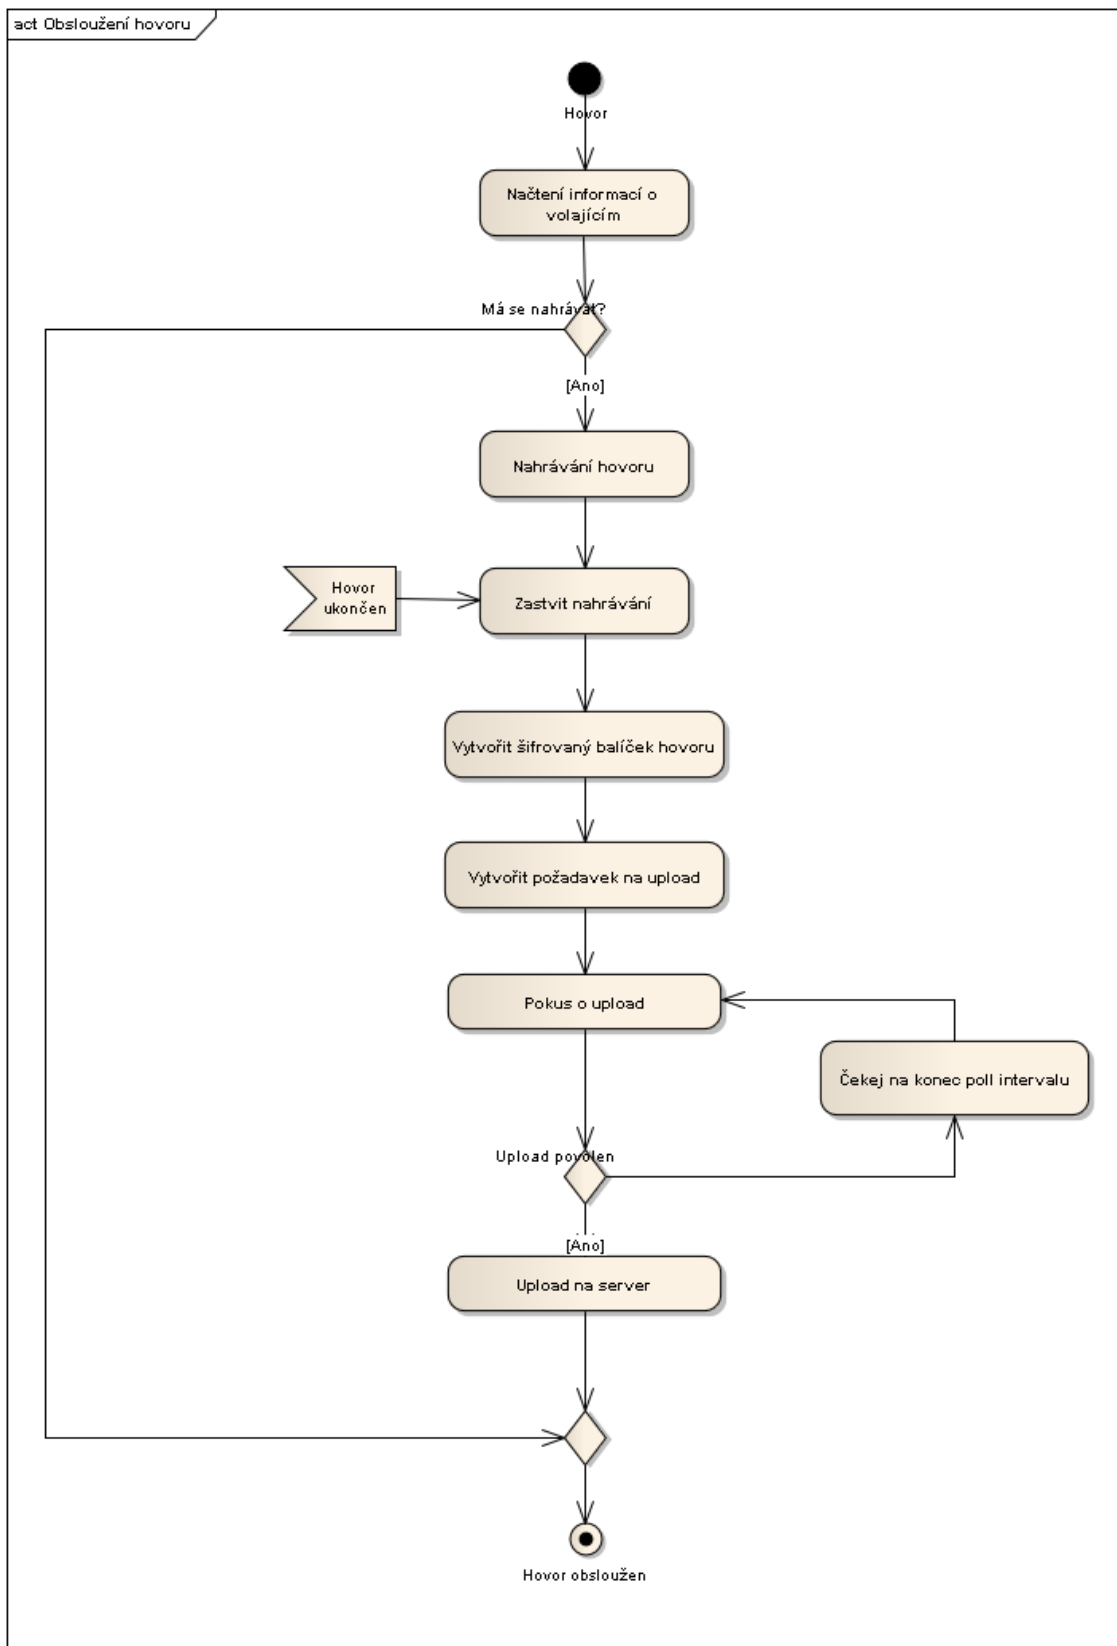 act Obsloužení hovoru
Hovor
Načtení informací o
volajícím
Má se nahrávat?
[Ano]
Nahrávání hovoru
Hovor
ukončen
Zastvit nahrávání
Vytvořit šifrovaný balíček hovoru
Vytvořit požadavek na upload
Pokus o upload
Čekej na konec poll intervalu
Upload povolen
[Ano]
Upload na server
Hovor obsloužen